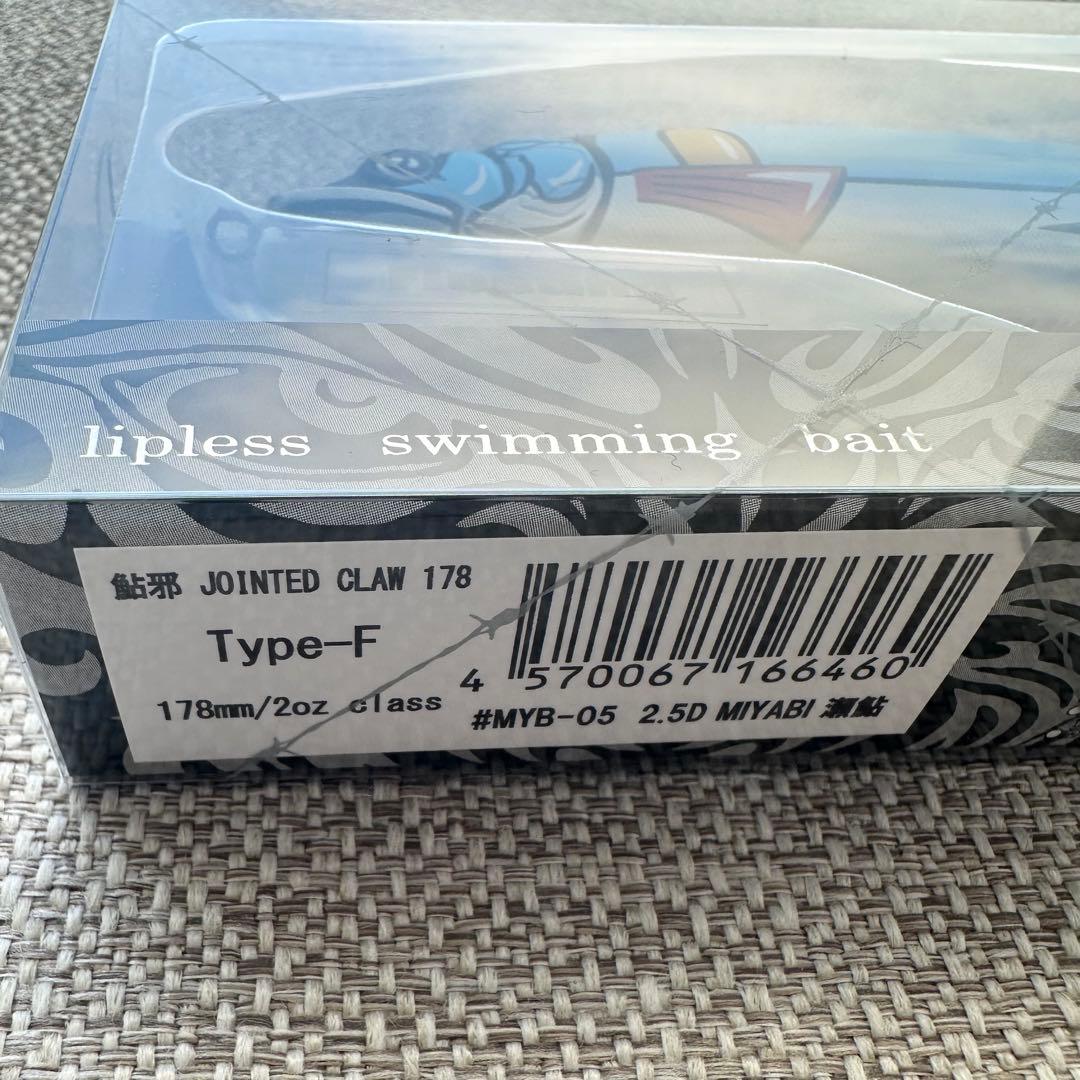 lipless swimming bait
鮎邪 JOINTED CLAW 178
Type-F
178mm/2oz class
4 570067 166460
#MYB-05 2.5D MIYABI 瀬鮎